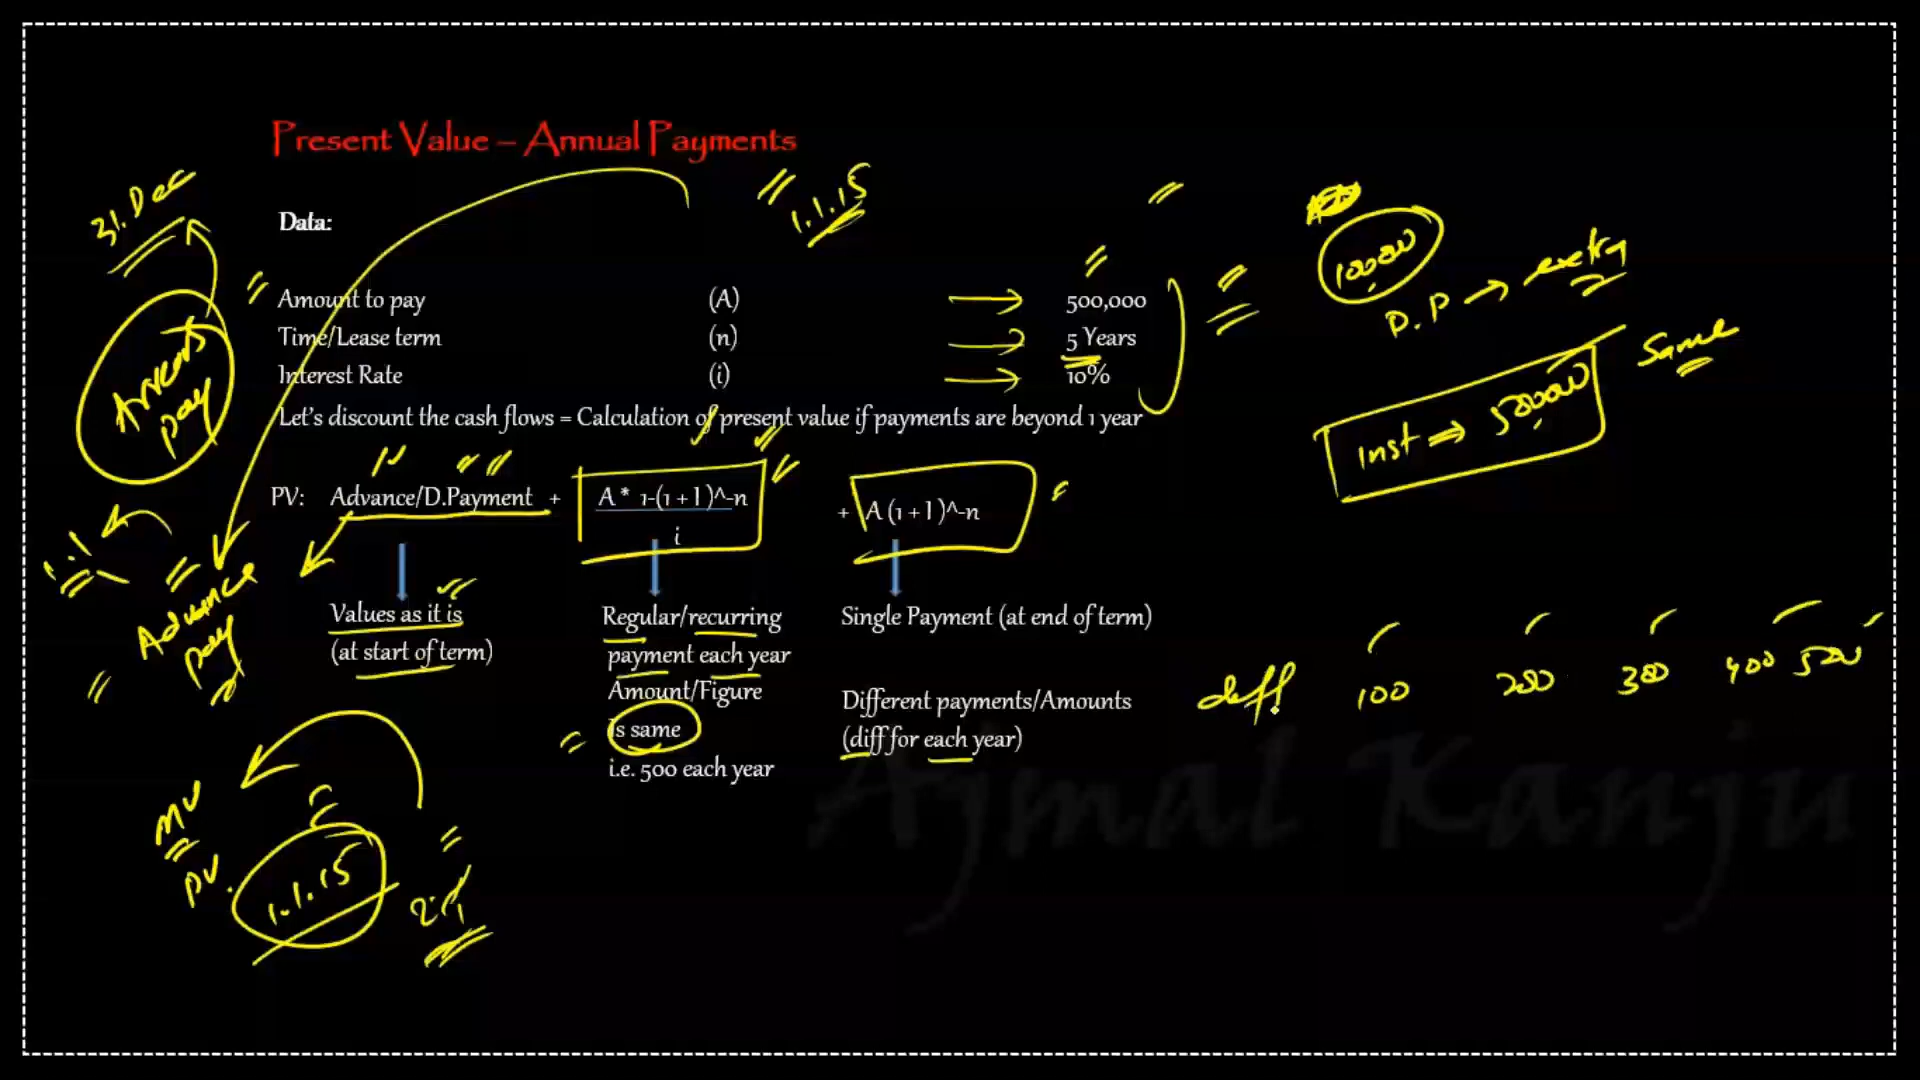 Present Value – Annual Payments
31. Dec
1.1.15
Data:
10000
D.P → extra
Amount to pay (A) 500,000
Time/Lease term (n) 5 Years
Interest Rate (i) 10%
Same
Arrears pay
Inst ⇒ 50000
Let's discount the cash flows = Calculation of present value if payments are beyond 1 year
PV: Advance/D.Payment + A * 1-(1 + I )^-n + A (1 + I )^-n
i
1.1
Advance pay
Values as it is
(at start of term)
Regular/recurring
payment each year
Amount/Figure
Is same
i.e. 500 each year
Single Payment (at end of term)
Different payments/Amounts
(diff for each year)
diff 100 200 300 400 500
MV
PV.
1.1.15
Ajmal Kanju